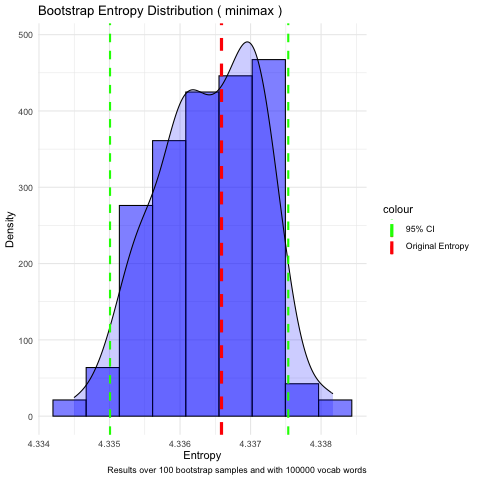 Bootstrap Entropy Distribution ( minimax )
500
400
300
200
100
0
Density
4.334
4.335
4.336
4.337
4.338
Entropy
Results over 100 bootstrap samples and with 100000 vocab words
colour
95% CI
Original Entropy